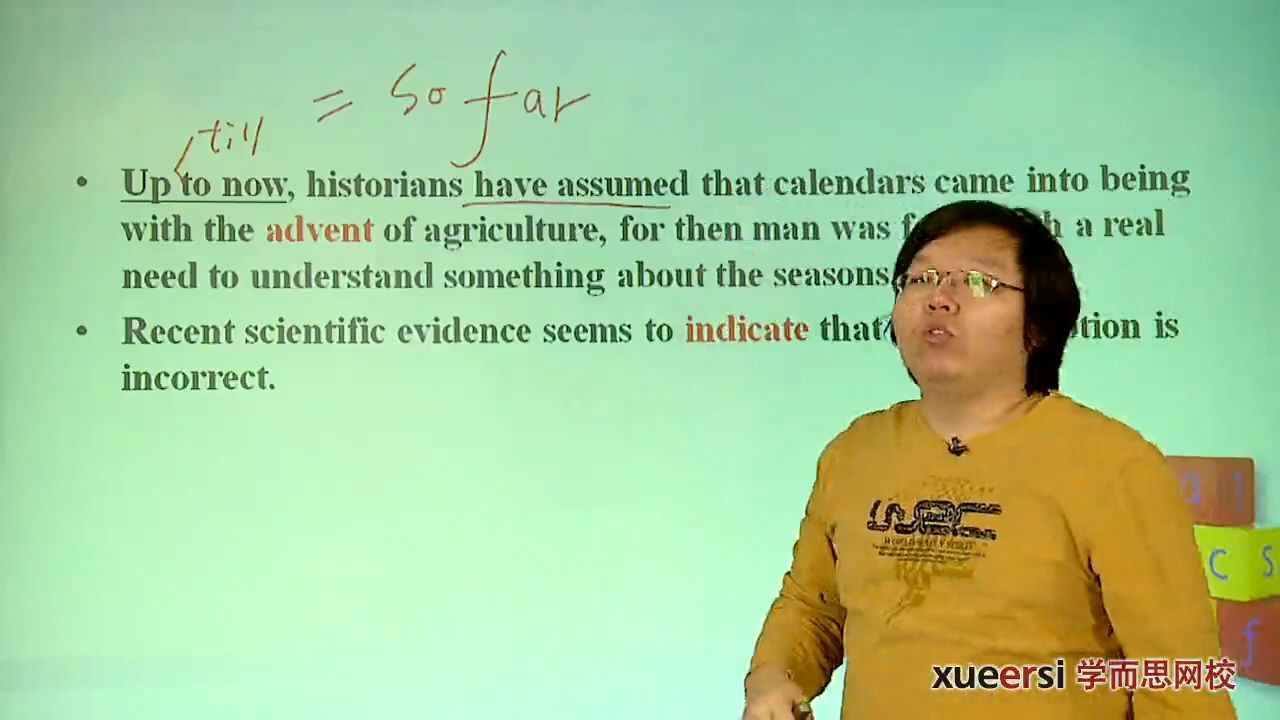 = so far
till
• Up to now, historians have assumed that calendars came into being
with the advent of agriculture, for then man was a real
need to understand something about the seasons
• Recent scientific evidence seems to indicate that is
incorrect.
a l
c s
f
xueersi 学而思网校